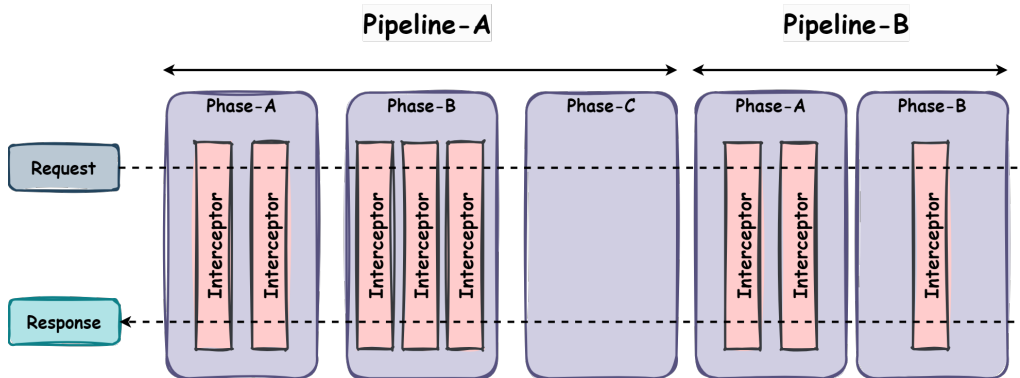 Pipeline-A
Pipeline-B
Phase-A
Phase-B
Phase-C
Phase-A
Phase-B
Request
Interceptor
Interceptor
Interceptor
Interceptor
Interceptor
Interceptor
Interceptor
Interceptor
Response